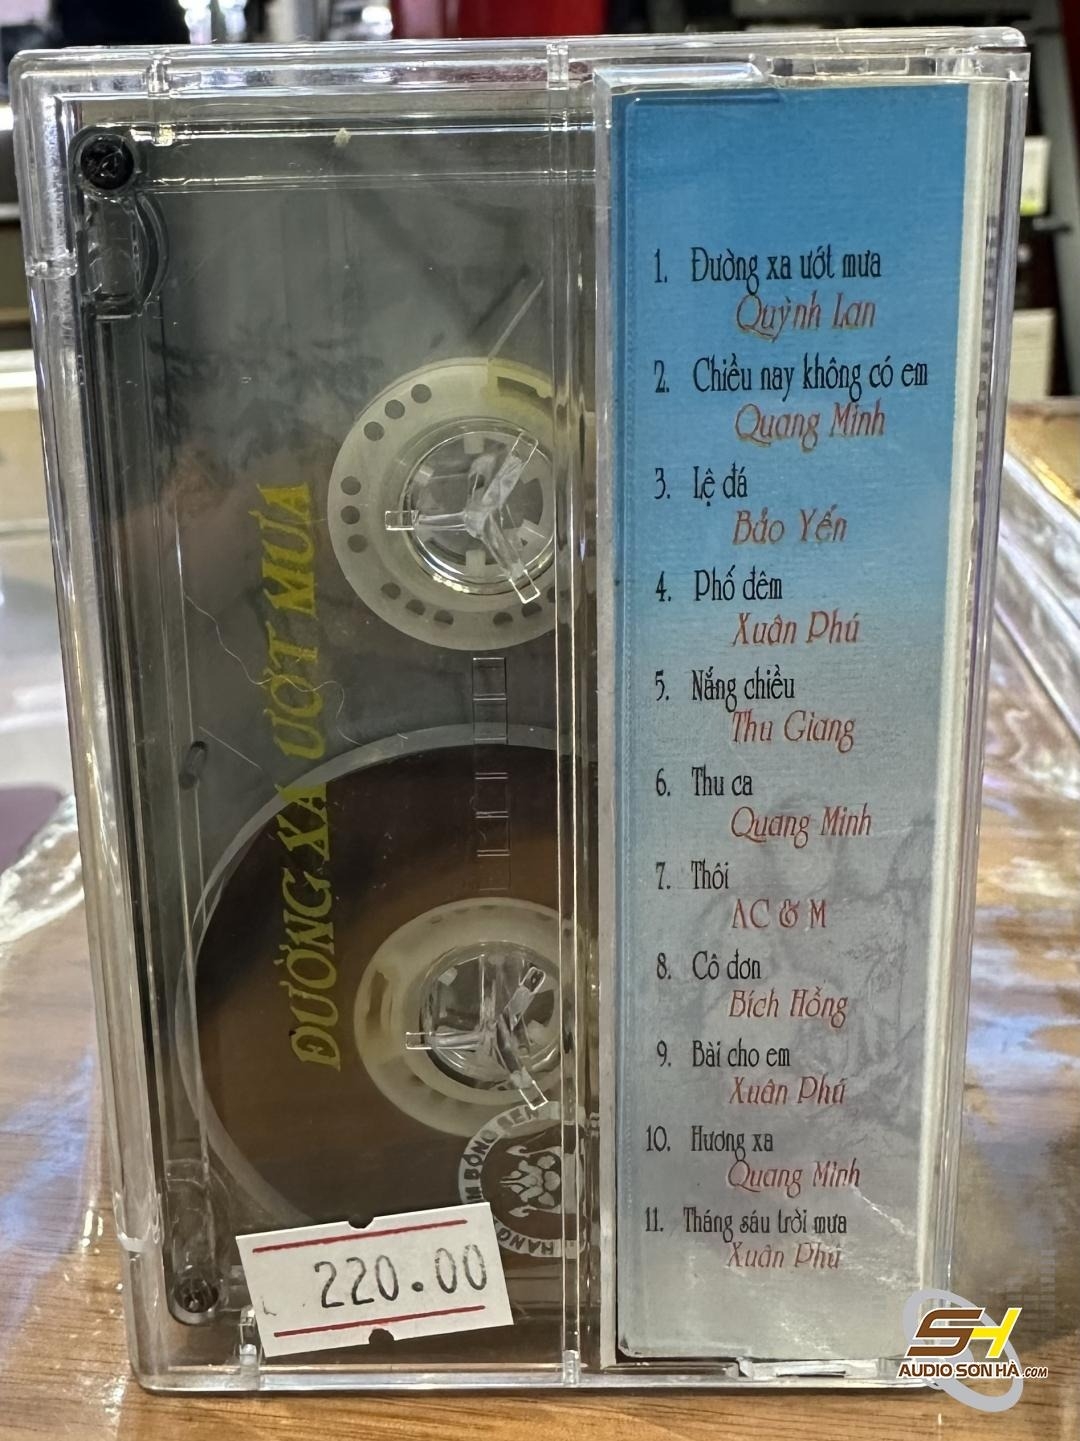 1. Đường xa ướt mưa
Quỳnh Lan
2. Chiều nay không có em
Quang Minh
3. Lệ đá
Bảo Yến
4. Phố đêm
Xuân Phú
5. Nắng chiều
Thu Giang
6. Thu ca
Quang Minh
7. Thôi
AC & M
8. Cô đơn
Bích Hồng
9. Bài cho em
Xuân Phú
10. Hương xa
Quang Minh
11. Tháng sáu trời mưa
Xuân Phú
ĐƯỜNG XA ƯỚT MƯA
BÔNG SEN
220.00
SH
AUDIO SƠN HÀ.COM